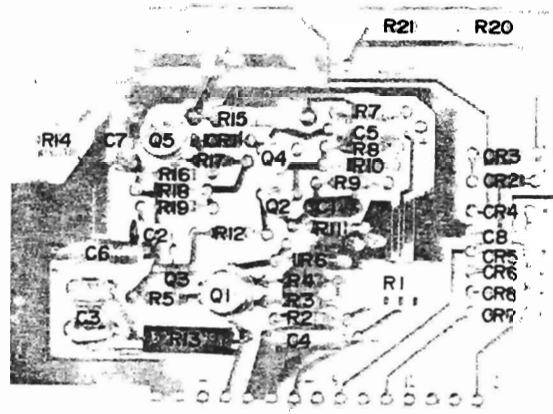 R21 R20
R15 R7
R14 C7 Q5 CR1 C5
R17 Q4 R8 CR3
R16 R10
R18 R9 CR2
R19 Q2 C1 CR4
C2 R12 R11 C8
C6 R6 CR5
Q3 R4 R1 CR6
R5 Q1 R3 CR8
C3 R2 CR7
R13 C4